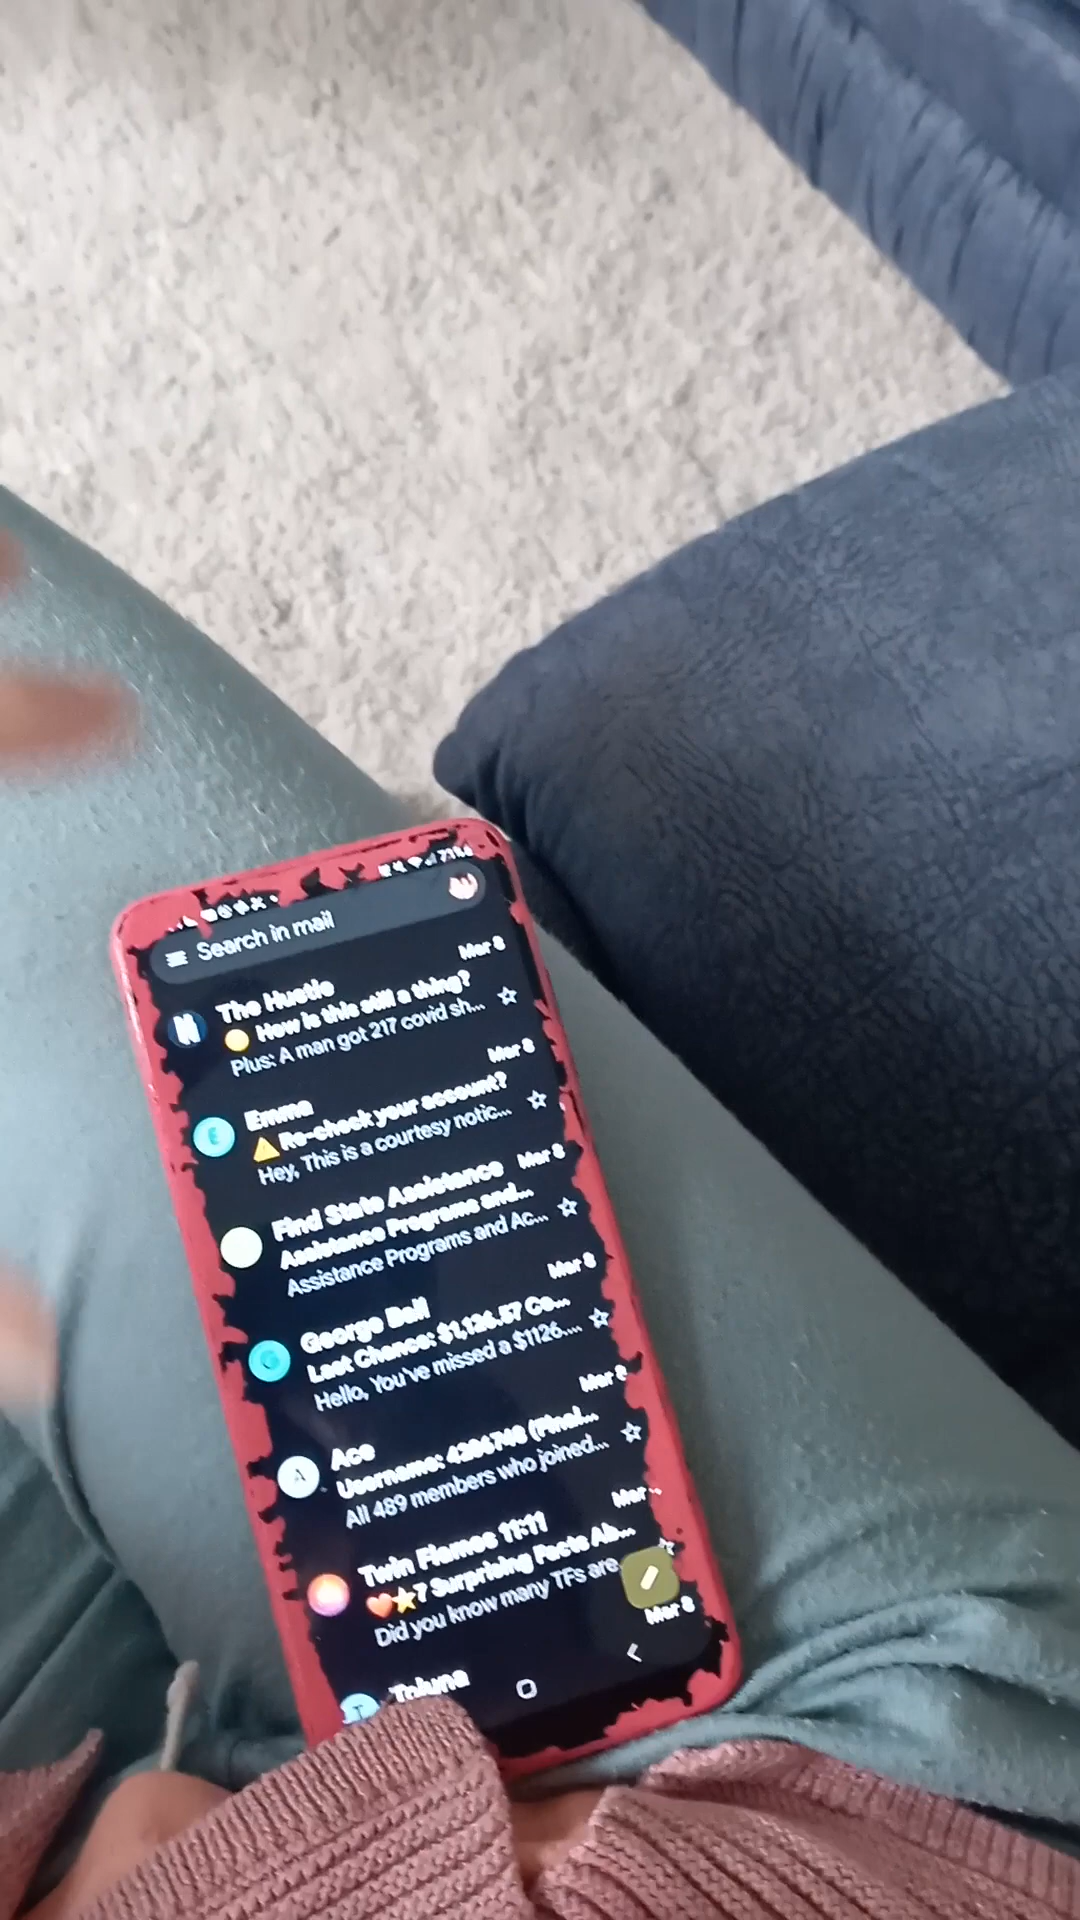 Search in mail
Mar 8
The Hustle
How is this still a thing?
Plus: A man got 217 covid sh...
Mar 8
E
Emma
Re-check your account?
Hey, This is a courtesy notic...
Mar 8
Find State Assistance
Assistance Programs and...
Assistance Programs and Ac...
Mar 8
George Ball
Last Chance: $1,126.57 Co...
Hello, You've missed a $1126....
Mar 8
A
Ace
(Final...
Username:
All 489 members who joined...
Mar ..
Twin Flames 11:11
7 Surprising Facts Ab...
Did you know many TFs are
Mar 8
T
Toluna